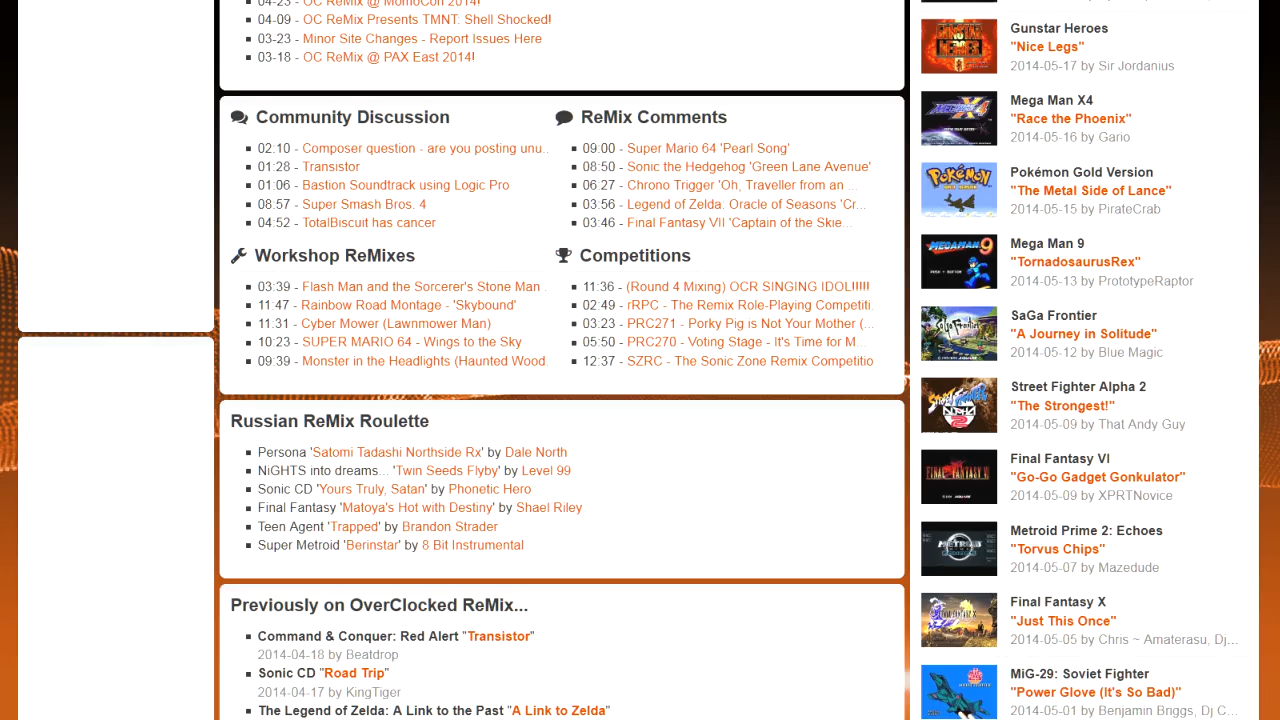 04-23 - OC ReMix @ MomoCon 2014!
04-09 - OC ReMix Presents TMNT: Shell Shocked!
Minor Site Changes - Report Issues Here
03-18 - OC ReMix @ PAX East 2014!
Community Discussion
02:10 - Composer question - are you posting unu..
01:28 - Transistor
01:06 - Bastion Soundtrack using Logic Pro
08:57 - Super Smash Bros. 4
04:52 - TotalBiscuit has cancer
ReMix Comments
09:00 - Super Mario 64 'Pearl Song'
08:50 - Sonic the Hedgehog 'Green Lane Avenue'
06:27 - Chrono Trigger 'Oh, Traveller from an ...
03:56 - Legend of Zelda: Oracle of Seasons 'Cr...
03:46 - Final Fantasy VII 'Captain of the Skie...
Workshop ReMixes
03:39 - Flash Man and the Sorcerer's Stone Man .
11:47 - Rainbow Road Montage - 'Skybound'
11:31 - Cyber Mower (Lawnmower Man)
10:23 - SUPER MARIO 64 - Wings to the Sky
09:39 - Monster in the Headlights (Haunted Wood.
Competitions
11:36 - (Round 4 Mixing) OCR SINGING IDOL!!!!!
02:49 - rRPC - The Remix Role-Playing Competiti.
03:23 - PRC271 - Porky Pig is Not Your Mother (...
05:50 - PRC270 - Voting Stage - It's Time for M...
12:37 - SZRC - The Sonic Zone Remix Competitio
Russian ReMix Roulette
Persona 'Satomi Tadashi Northside Rx' by Dale North
NiGHTS into dreams... 'Twin Seeds Flyby' by Level 99
Sonic CD 'Yours Truly, Satan' by Phonetic Hero
Final Fantasy 'Matoya's Hot with Destiny' by Shael Riley
Teen Agent 'Trapped' by Brandon Strader
Super Metroid 'Berinstar' by 8 Bit Instrumental
Previously on OverClocked ReMix...
Command & Conquer: Red Alert "Transistor"
2014-04-18 by Beatdrop
Sonic CD "Road Trip"
2014-04-17 by KingTiger
The Legend of Zelda: A Link to the Past "A Link to Zelda"
Gunstar Heroes
"Nice Legs"
2014-05-17 by Sir Jordanius
Mega Man X4
"Race the Phoenix"
2014-05-16 by Gario
Pokémon Gold Version
"The Metal Side of Lance"
2014-05-15 by PirateCrab
Mega Man 9
"TornadosaurusRex"
2014-05-13 by PrototypeRaptor
SaGa Frontier
"A Journey in Solitude"
2014-05-12 by Blue Magic
Street Fighter Alpha 2
"The Strongest!"
2014-05-09 by That Andy Guy
Final Fantasy VI
"Go-Go Gadget Gonkulator"
2014-05-09 by XPRTNovice
Metroid Prime 2: Echoes
"Torvus Chips"
2014-05-07 by Mazedude
Final Fantasy X
"Just This Once"
2014-05-05 by Chris ~ Amaterasu, Dj...
MiG-29: Soviet Fighter
"Power Glove (It's So Bad)"
2014-05-01 by Benjamin Briggs, Dj C...